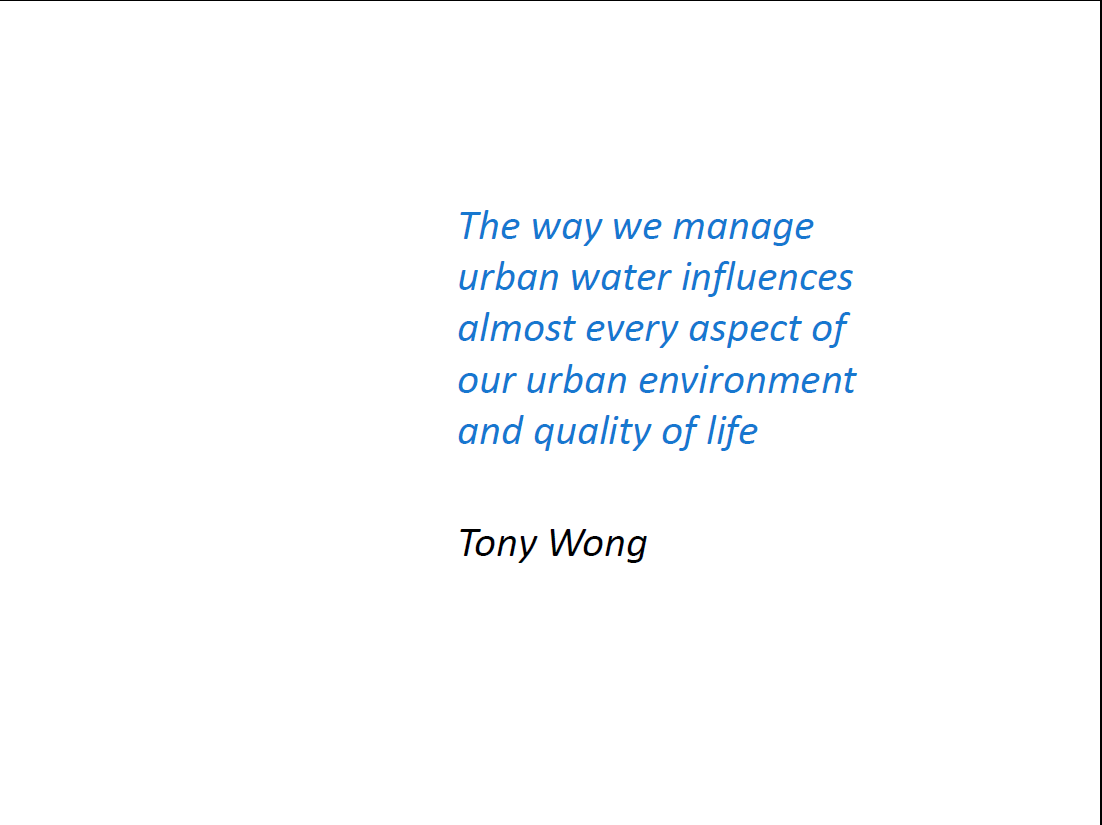 The way we manage
urban water influences
almost every aspect of
our urban environment
and quality of life
Tony Wong